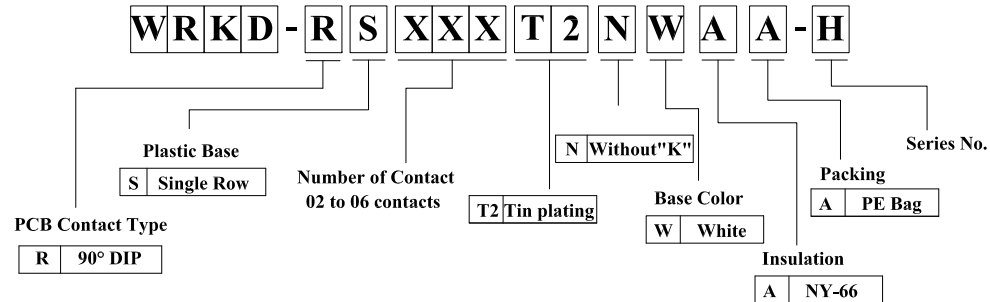 WRKD-RSXXXT2NWAA-H
Series No.
N Without"K"
Plastic Base
S Single Row
Number of Contact
02 to 06 contacts
Packing
A PE Bag
Base Color
W White
T2 Tin plating
PCB Contact Type
R 90° DIP
Insulation
A NY-66